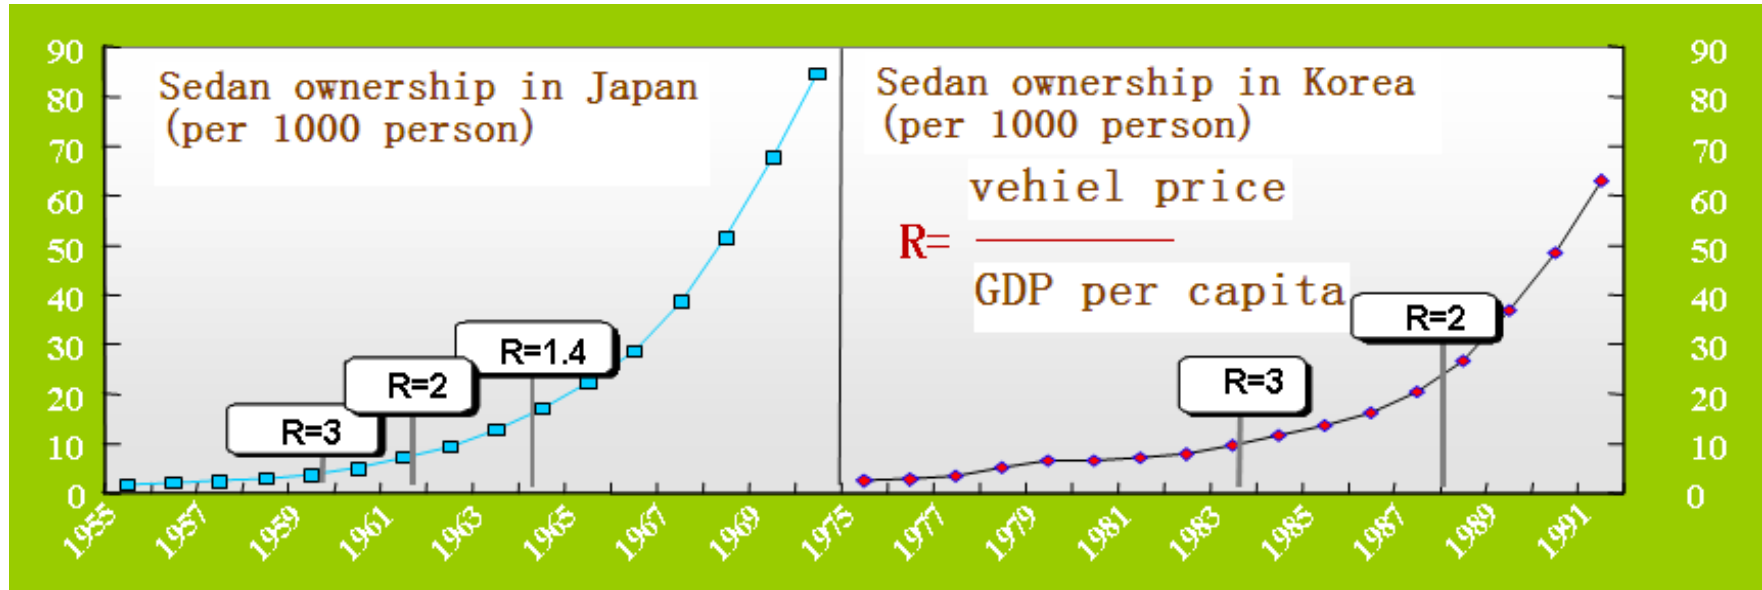 90
80
70
60
50
40
30
20
10
0
Sedan ownership in Japan
(per 1000 person)
R=3
R=2
R=1.4
Sedan ownership in Korea
(per 1000 person)
vehiel price
R=
GDP per capita
R=3
R=2
90
80
70
60
50
40
30
20
10
0
1955 1957 1959 1961 1963 1965 1967 1969 1975 1977 1979 1981 1983 1985 1987 1989 1991